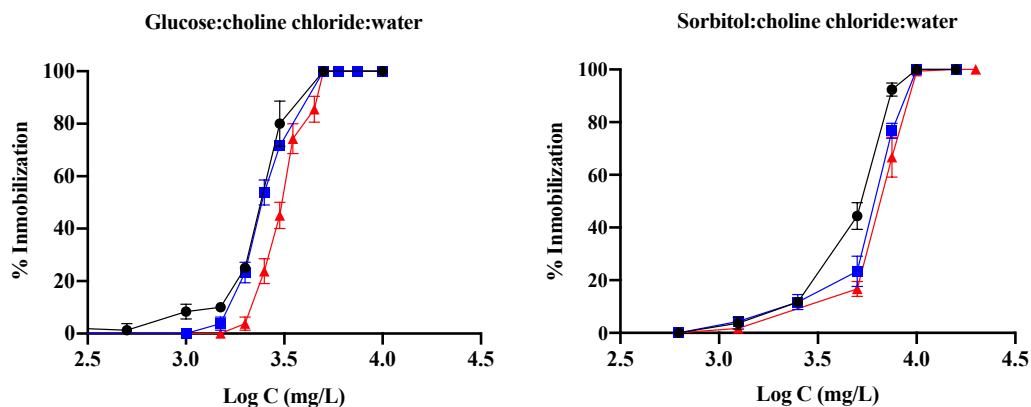 Glucose:choline chloride:water
% Inmobilization
100
80
60
40
20
0
2.5 3.0 3.5 4.0 4.5
Log C (mg/L)
Sorbitol:choline chloride:water
% Inmobilization
100
80
60
40
20
0
2.5 3.0 3.5 4.0 4.5
Log C (mg/L)